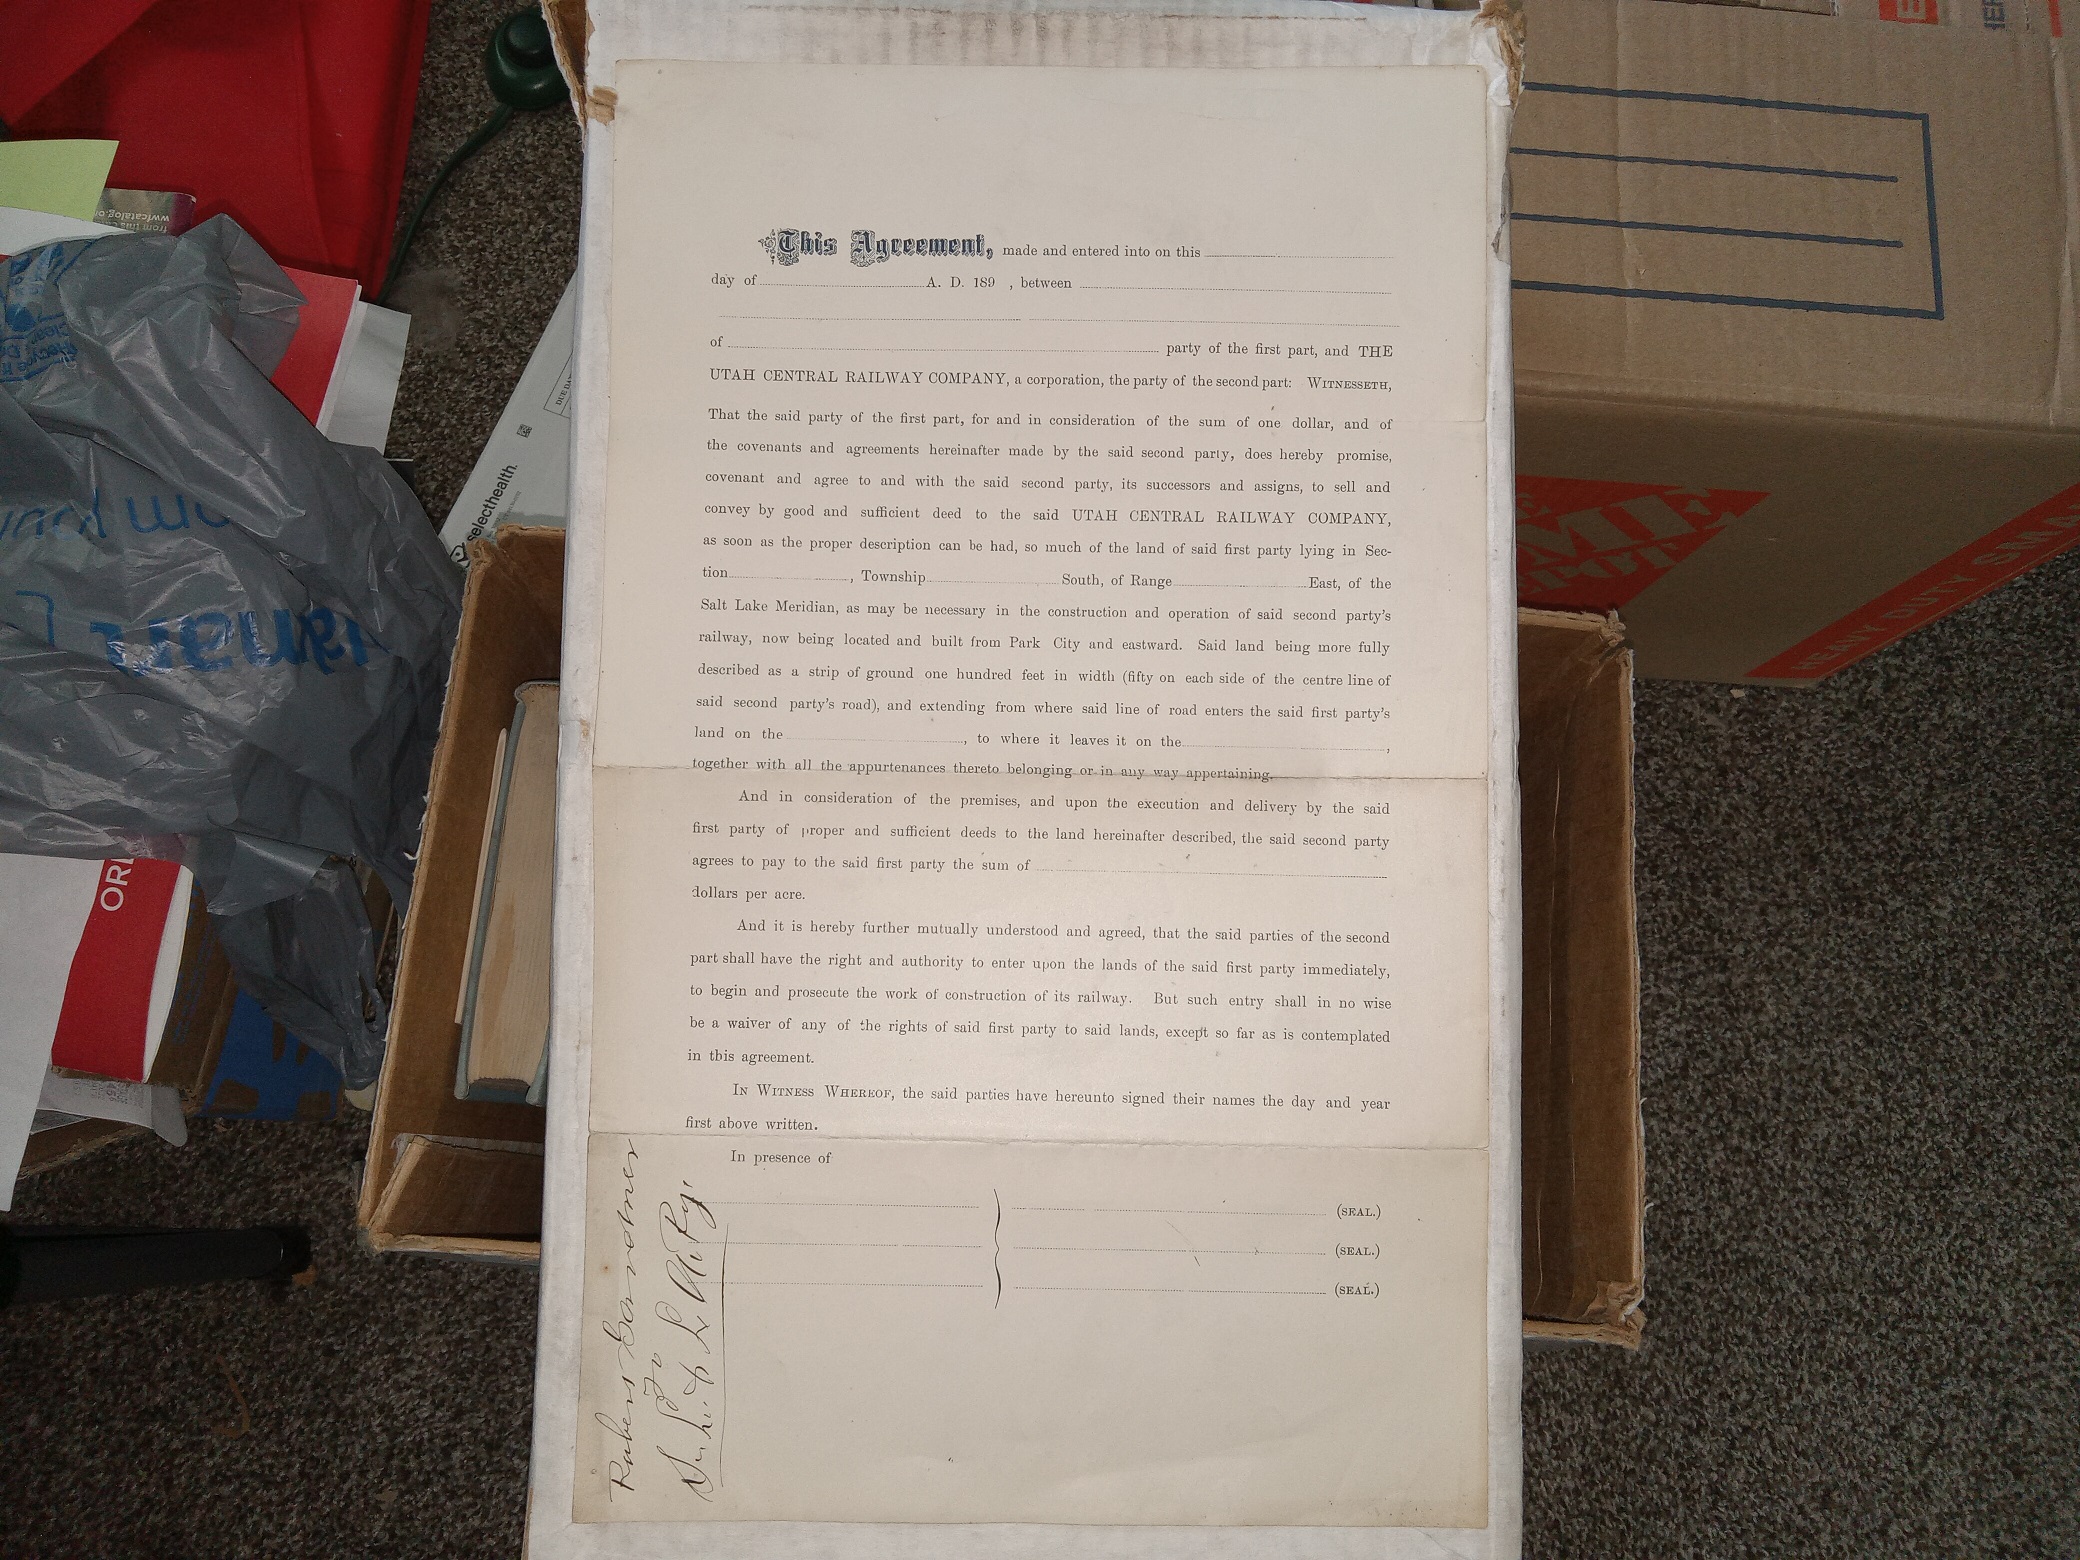 This Agreement, made and entered into on this
day of A. D. 189 , between
of party of the first part, and THE
UTAH CENTRAL RAILWAY COMPANY, a corporation, the party of the second part: WITNESSETH,
That the said party of the first part, for and in consideration of the sum of one dollar, and of
the covenants and agreements hereinafter made by the said second party, does hereby promise,
covenant and agree to and with the said second party, its successors and assigns, to sell and
convey by good and sufficient deed to the said UTAH CENTRAL RAILWAY COMPANY,
as soon as the proper description can be had, so much of the land of said first party lying in Sec-
tion , Township South, of Range East, of the
Salt Lake Meridian, as may be necessary in the construction and operation of said second party's
railway, now being located and built from Park City and eastward. Said land being more fully
described as a strip of ground one hundred feet in width (fifty on each side of the centre line of
said second party's road), and extending from where said line of road enters the said first party's
land on the , to where it leaves it on the ,
together with all the appurtenances thereto belonging or in any way appertaining.
And in consideration of the premises, and upon the execution and delivery by the said
first party of proper and sufficient deeds to the land hereinafter described, the said second party
agrees to pay to the said first party the sum of
dollars per acre.
And it is hereby further mutually understood and agreed, that the said parties of the second
part shall have the right and authority to enter upon the lands of the said first party immediately,
to begin and prosecute the work of construction of its railway. But such entry shall in no wise
be a waiver of any of the rights of said first party to said lands, except so far as is contemplated
in this agreement.
IN WITNESS WHEREOF, the said parties have hereunto signed their names the day and year
first above written.
In presence of
(SEAL.)
(SEAL.)
(SEAL.)
Robert
To
Ry.
selecthealth.
DUE DA
wwfcatalog.or
from this ca
OR
HEAVY DUTY SMA